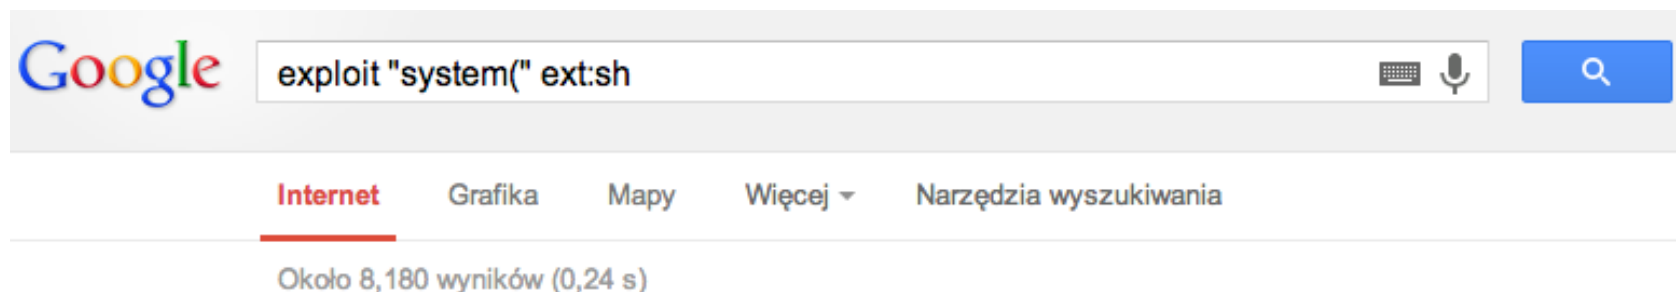 Google exploit "system(" ext:sh
Internet Grafika Mapy Więcej Narzędzia wyszukiwania
Około 8,180 wyników (0,24 s)